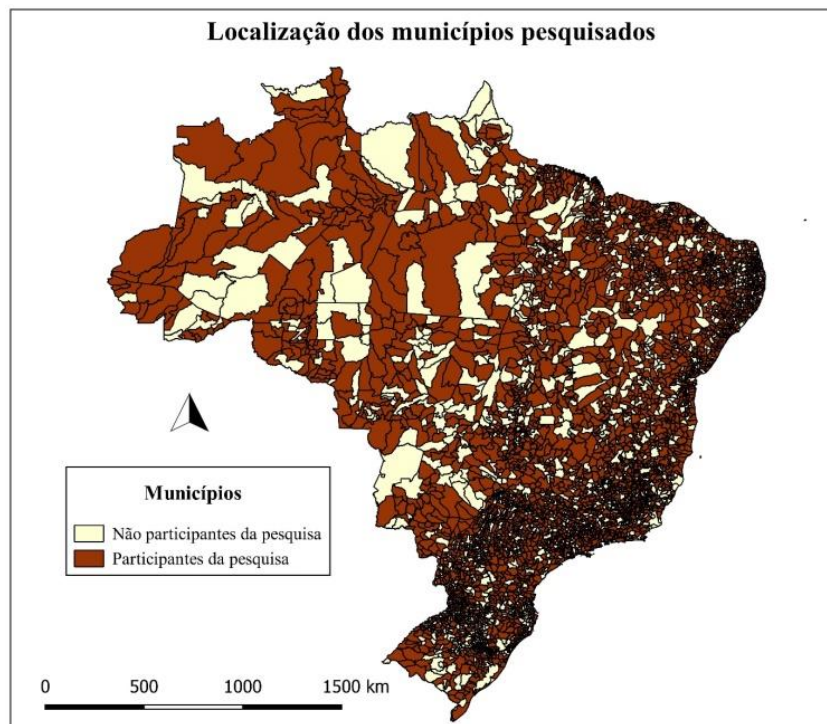 Localização dos municípios pesquisados
Municípios
Não participantes da pesquisa
Participantes da pesquisa
0 500 1000 1500 km